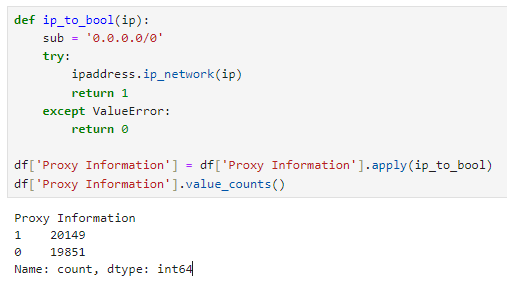 def ip_to_bool(ip):
    sub = '0.0.0.0/0'
    try:
        ipaddress.ip_network(ip)
        return 1
    except ValueError:
        return 0
df['Proxy Information'] = df['Proxy Information'].apply(ip_to_bool)
df['Proxy Information'].value_counts()
Proxy Information
1    20149
0    19851
Name: count, dtype: int64